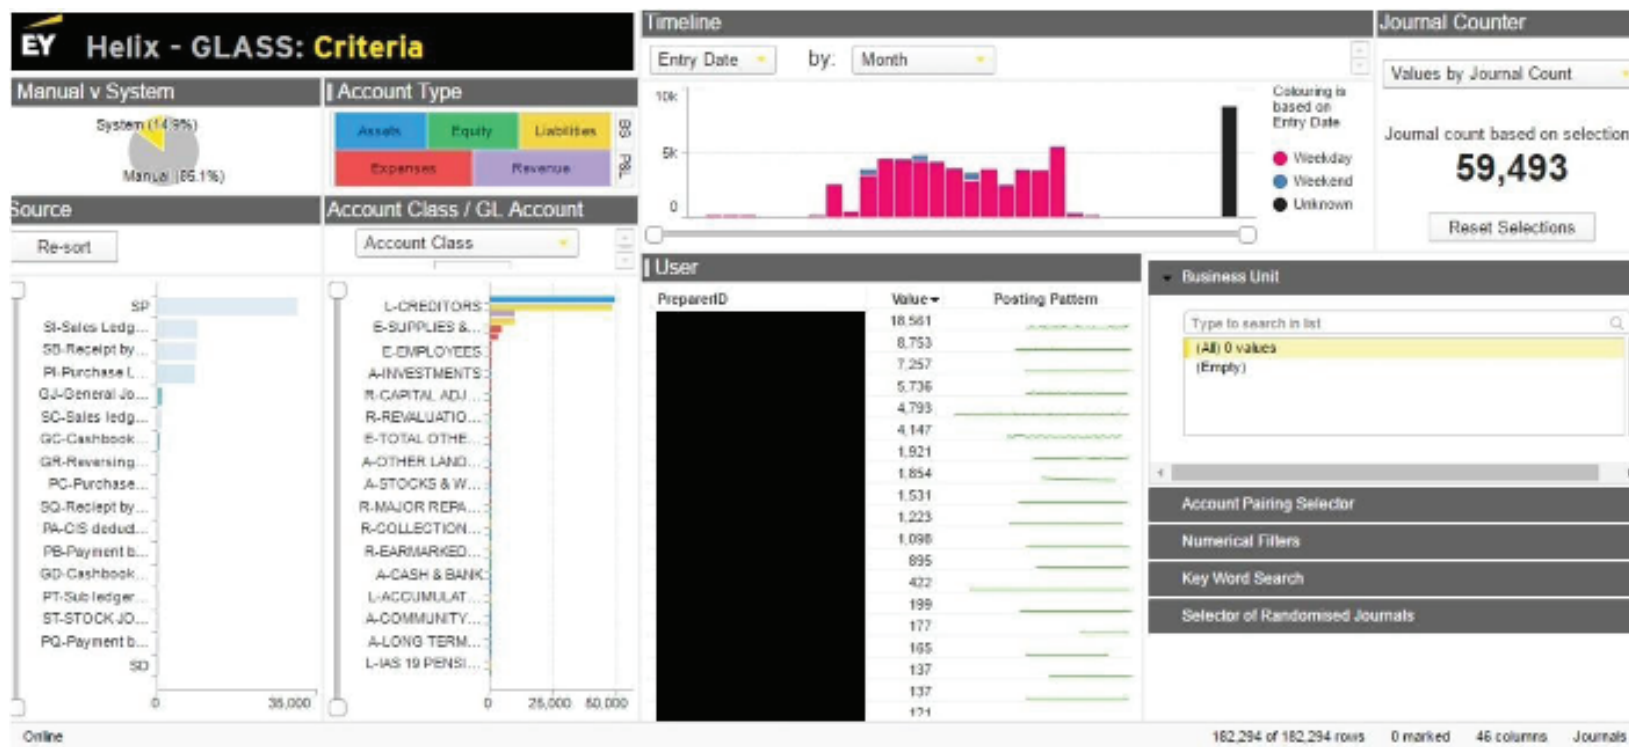 EY Helix - GLASS: Criteria
Manual v System
System (14.9%)
Manual (85.1%)
Account Type
Assets Equity Liabilities BS
Expenses Revenue P&L
Source
Re-sort
SP
SI-Sales Ledg...
SB-Receipt by...
PI-Purchase I...
GJ-General Jo...
SC-Sales ledg...
GC-Cashbook...
GR-Reversing...
PC-Purchase...
SQ-Reciept by...
PA-CIS deduct...
PB-Payment b...
GD-Cashbook...
PT-Sub ledger...
ST-STOCK JO...
PQ-Payment b...
SD
0 35,000
Account Class / GL Account
Account Class
L-CREDITORS
E-SUPPLIES &...
E-EMPLOYEES
A-INVESTMENTS
R-CAPITAL ADJ...
R-REVALUATIO...
E-TOTAL OTHE...
A-OTHER LAND...
A-STOCKS & W...
R-MAJOR REPA...
R-COLLECTION...
R-EARMARKED...
A-CASH & BANK
L-ACCUMULAT...
A-COMMUNITY...
A-LONG TERM...
L-IAS 19 PENSI...
0 25,000 50,000
Timeline
Entry Date by: Month
10k
5k
0
Colouring is
based on
Entry Date
Weekday
Weekend
Unknown
Journal Counter
Values by Journal Count
Journal count based on selection
59,493
Reset Selections
User
PreparerID Value Posting Pattern
18,561
8,753
7,257
5,736
4,793
4,147
1,921
1,854
1,531
1,223
1,098
895
422
199
177
165
137
137
121
Business Unit
Type to search in list
(All) 0 values
(Empty)
Account Pairing Selector
Numerical Filters
Key Word Search
Selector of Randomised Journals
Online 182,294 of 182,294 rows 0 marked 46 columns Journals